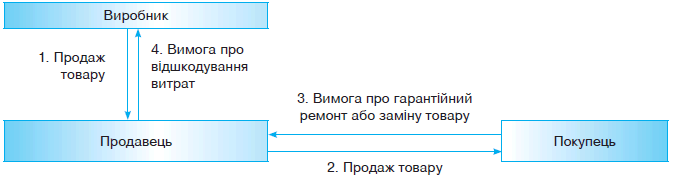 Виробник
1. Продаж
товару
4. Вимога про
відшкодування
витрат
3. Вимога про гарантійний
ремонт або заміну товару
Продавець
Покупець
2. Продаж товару